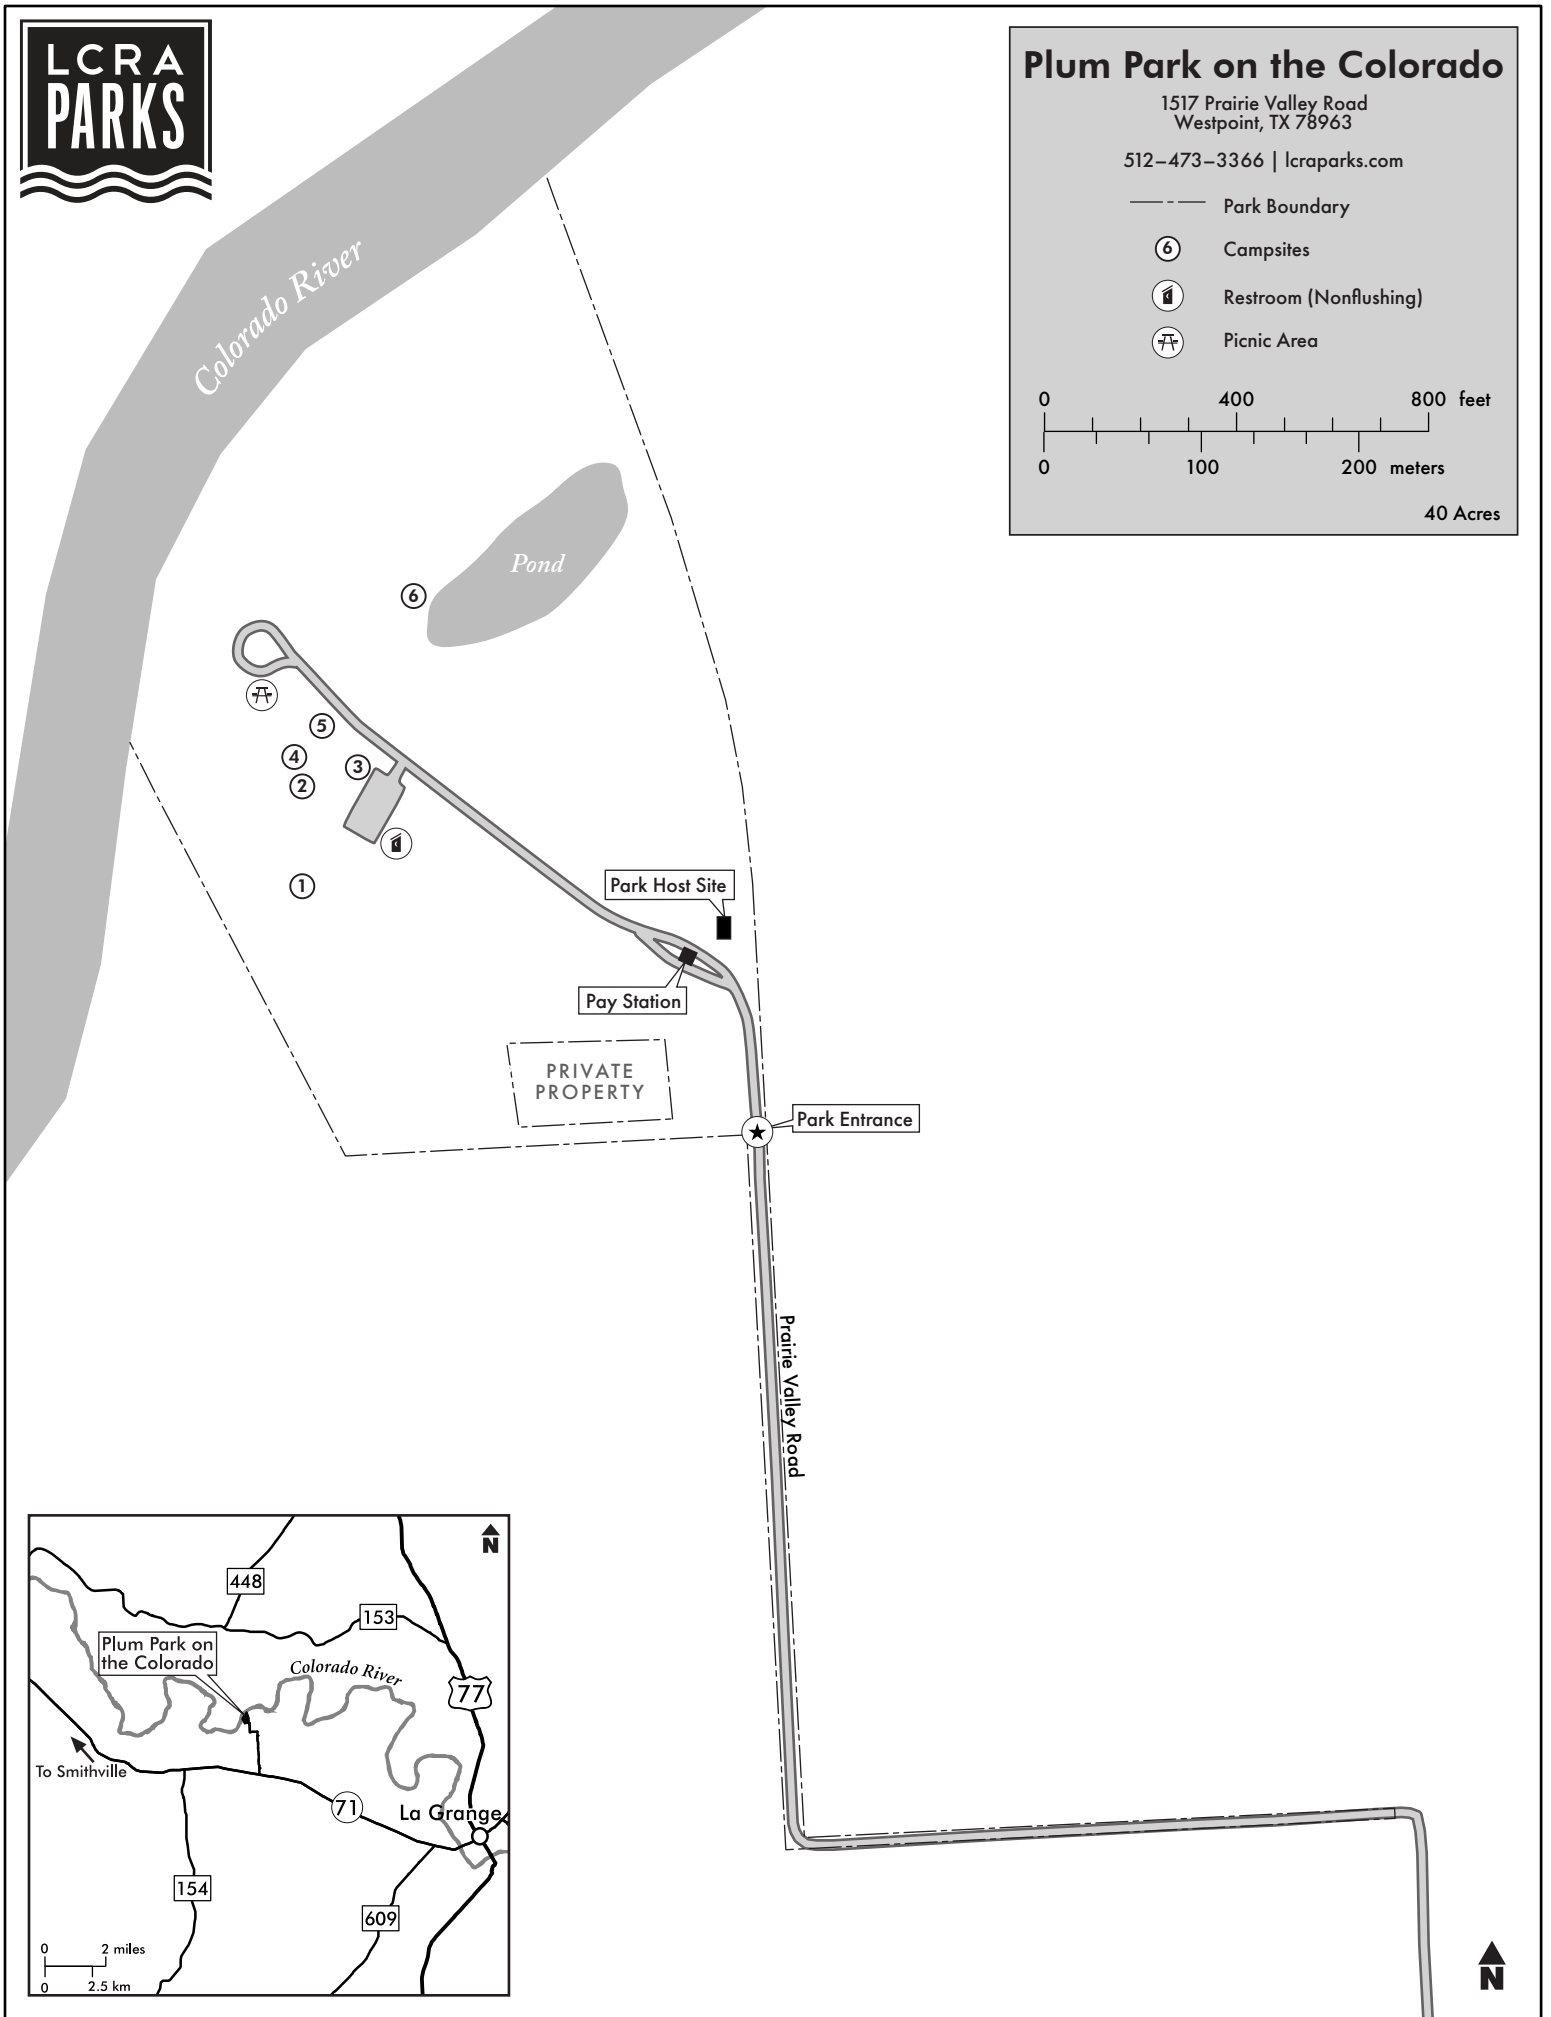 LCRA
PARKS
Plum Park on the Colorado
1517 Prairie Valley Road
Westpoint, TX 78963
512–473–3366 | lcraparks.com
Park Boundary
6 Campsites
Restroom (Nonflushing)
Picnic Area
0 400 800 feet
0 100 200 meters
40 Acres
Colorado River
Pond
6
5
4
3
2
1
Park Host Site
Pay Station
PRIVATE
PROPERTY
Park Entrance
Prairie Valley Road
N
448
153
Plum Park on
the Colorado
Colorado River
77
To Smithville
71
La Grange
154
609
0 2 miles
0 2.5 km
N